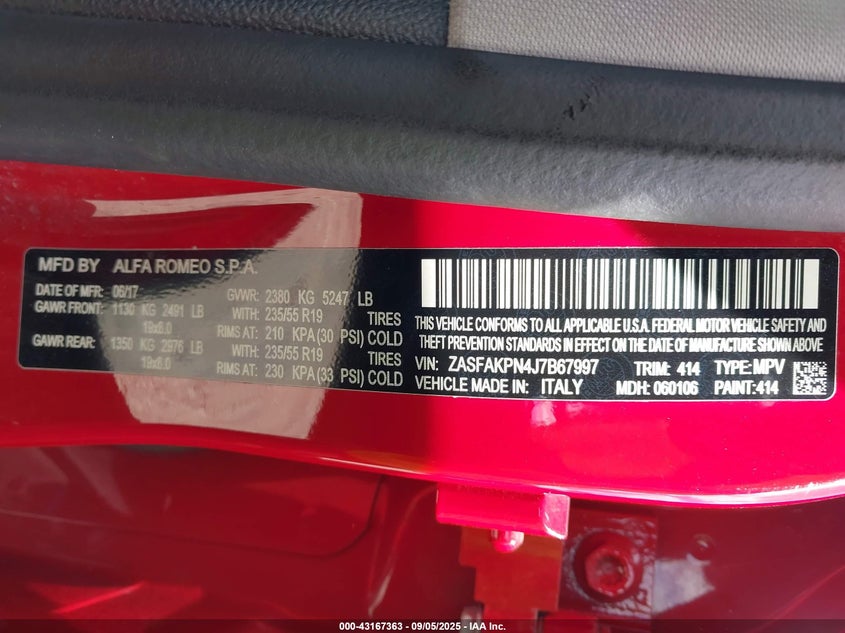 MFD BY ALFA ROMEO S.P.A.
DATE OF MFR: 06/17 GVWR: 2380 KG 5247 LB
GAWR FRONT: 1130 KG 2491 LB WITH: 235/55 R19 TIRES
19x8.0 RIMS AT: 210 KPA (30 PSI) COLD
GAWR REAR: 1350 KG 2976 LB WITH: 235/55 R19 TIRES
19x8.0 RIMS AT: 230 KPA (33 PSI) COLD
THIS VEHICLE CONFORMS TO ALL APPLICABLE U.S.A. FEDERAL MOTOR VEHICLE SAFETY AND
THEFT PREVENTION STANDARDS IN EFFECT ON THE DATE OF MANUFACTURE SHOWN ABOVE
VIN: ZASFAKPN4J7B67997 TRIM: 414 TYPE: MPV
VEHICLE MADE IN: ITALY MDH: 060106 PAINT: 414
000-43167363 - 09/05/2025 - IAA Inc.